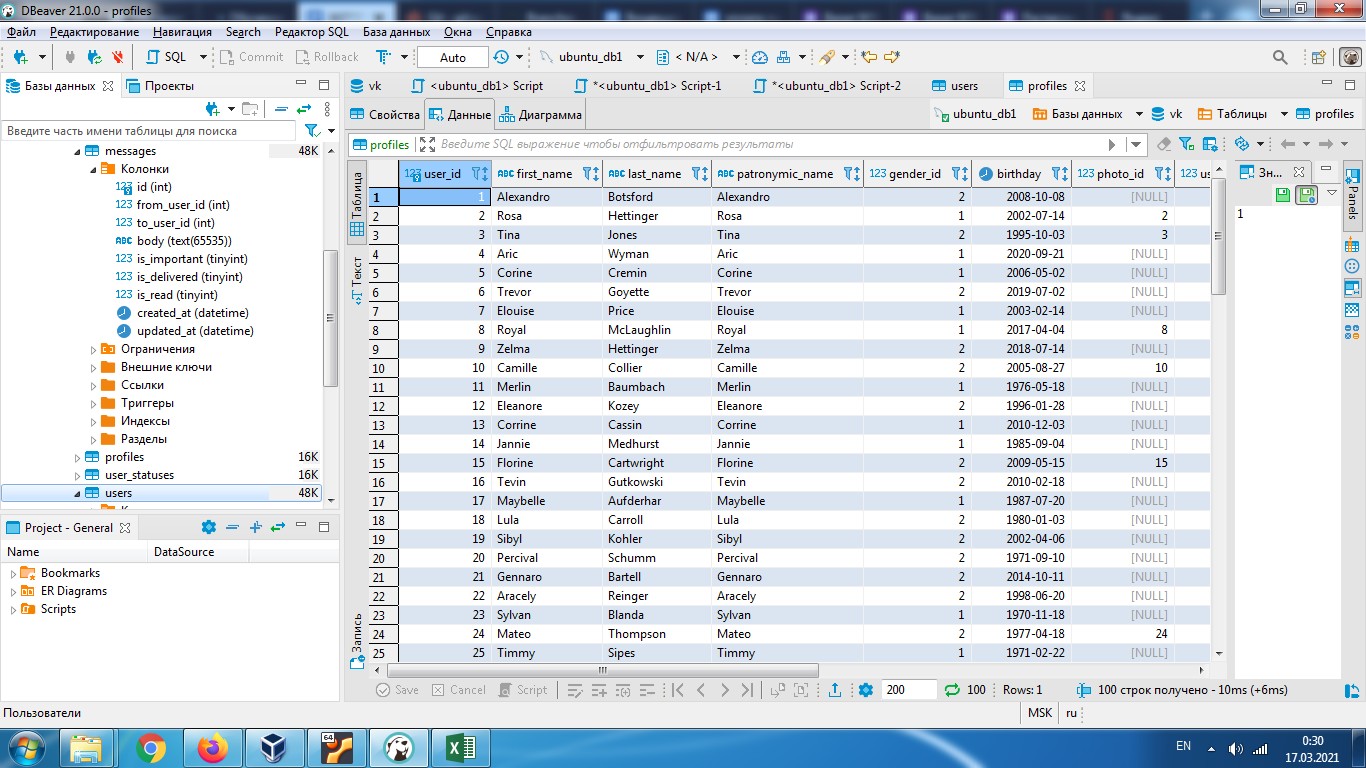 DBeaver 21.0.0 - profiles
Файл Редактирование Навигация Search Редактор SQL База данных Окна Справка
SQL Commit Rollback Auto ubuntu_db1 < N/A >
Базы данных Проекты
Введите часть имени таблицы для поиска
messages 48K
Колонки
id (int)
from_user_id (int)
to_user_id (int)
body (text(65535))
is_important (tinyint)
is_delivered (tinyint)
is_read (tinyint)
created_at (datetime)
updated_at (datetime)
Ограничения
Внешние ключи
Ссылки
Триггеры
Индексы
Разделы
profiles 16K
user_statuses 16K
users 48K
Project - General
Name DataSource
Bookmarks
ER Diagrams
Scripts
vk <ubuntu_db1> Script *<ubuntu_db1> Script-1 *<ubuntu_db1> Script-2 users profiles
Свойства Данные Диаграмма ubuntu_db1 Базы данных vk Таблицы profiles
profiles Введите SQL выражение чтобы отфильтровать результаты
Таблица
Текст
Запись
user_id first_name last_name patronymic_name gender_id birthday photo_id us
1 1 Alexandro Botsford Alexandro 2 2008-10-08 [NULL]
2 2 Rosa Hettinger Rosa 1 2002-07-14 2
3 3 Tina Jones Tina 2 1995-10-03 3
4 4 Aric Wyman Aric 1 2020-09-21 [NULL]
5 5 Corine Cremin Corine 1 2006-05-02 [NULL]
6 6 Trevor Goyette Trevor 2 2019-07-02 [NULL]
7 7 Elouise Price Elouise 1 2003-02-14 [NULL]
8 8 Royal McLaughlin Royal 1 2017-04-04 8
9 9 Zelma Hettinger Zelma 2 2018-07-14 [NULL]
10 10 Camille Collier Camille 2 2005-08-27 10
11 11 Merlin Baumbach Merlin 1 1976-05-18 [NULL]
12 12 Eleanore Kozey Eleanore 2 1996-01-28 [NULL]
13 13 Corrine Cassin Corrine 1 2010-12-03 [NULL]
14 14 Jannie Medhurst Jannie 1 1985-09-04 [NULL]
15 15 Florine Cartwright Florine 2 2009-05-15 15
16 16 Tevin Gutkowski Tevin 2 2010-02-18 [NULL]
17 17 Maybelle Aufderhar Maybelle 1 1987-07-20 [NULL]
18 18 Lula Carroll Lula 2 1980-01-03 [NULL]
19 19 Sibyl Kohler Sibyl 2 2002-04-06 [NULL]
20 20 Percival Schumm Percival 2 1971-09-10 [NULL]
21 21 Gennaro Bartell Gennaro 2 2014-10-11 [NULL]
22 22 Aracely Reinger Aracely 2 1998-06-20 [NULL]
23 23 Sylvan Blanda Sylvan 1 1970-11-18 [NULL]
24 24 Mateo Thompson Mateo 2 1977-04-18 24
25 25 Timmy Sipes Timmy 1 1971-02-22 [NULL]
Зн...
1
Panels
Save Cancel Script 200 100 Rows: 1 100 строк получено - 10ms (+6ms)
Пользователи MSK ru
EN 0:30
17.03.2021